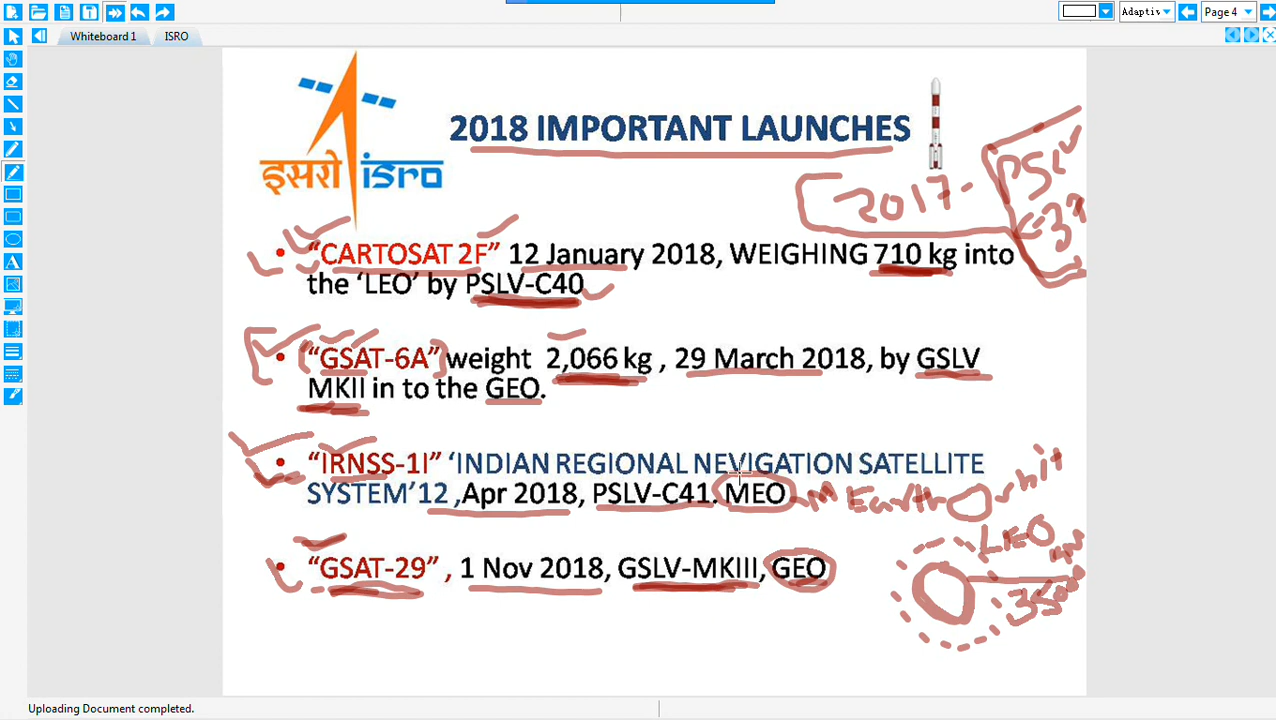 Adaptiv
Page 4
Whiteboard 1
ISRO
इसरो isro
2018 IMPORTANT LAUNCHES
2017-
PSLV
C-37
• “CARTOSAT 2F” 12 January 2018, WEIGHING 710 kg into
the ‘LEO’ by PSLV-C40
• “GSAT-6A” weight 2,066 kg , 29 March 2018, by GSLV
MKII in to the GEO.
• “IRNSS-1I” ‘INDIAN REGIONAL NEVIGATION SATELLITE
SYSTEM’12 ,Apr 2018, PSLV-C41. MEO
M Earth Orbit
LEO
• “GSAT-29” , 1 Nov 2018, GSLV-MKIII, GEO
Uploading Document completed.